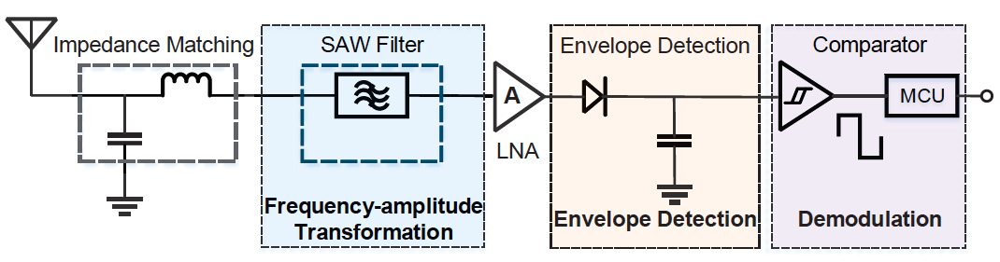 Impedance Matching
SAW Filter
Frequency-amplitude
Transformation
A
LNA
Envelope Detection
Envelope Detection
Comparator
MCU
Demodulation